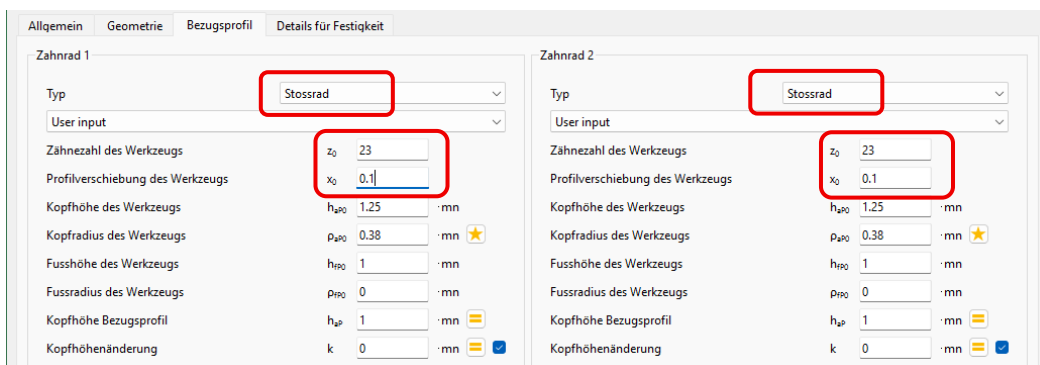 Allgemein Geometrie Bezugsprofil Details für Festigkeit
Zahnrad 1
Typ Stossrad
User input
Zähnezahl des Werkzeugs z₀ 23
Profilverschiebung des Werkzeugs x₀ 0.1
Kopfhöhe des Werkzeugs hₐP0 1.25 ·mn
Kopfradius des Werkzeugs ρₐP0 0.38 ·mn
Fusshöhe des Werkzeugs hfP0 1 ·mn
Fussradius des Werkzeugs ρfP0 0 ·mn
Kopfhöhe Bezugsprofil hₐP 1 ·mn
Kopfhöhenänderung k 0 ·mn
Zahnrad 2
Typ Stossrad
User input
Zähnezahl des Werkzeugs z₀ 23
Profilverschiebung des Werkzeugs x₀ 0.1
Kopfhöhe des Werkzeugs hₐP0 1.25 ·mn
Kopfradius des Werkzeugs ρₐP0 0.38 ·mn
Fusshöhe des Werkzeugs hfP0 1 ·mn
Fussradius des Werkzeugs ρfP0 0 ·mn
Kopfhöhe Bezugsprofil hₐP 1 ·mn
Kopfhöhenänderung k 0 ·mn